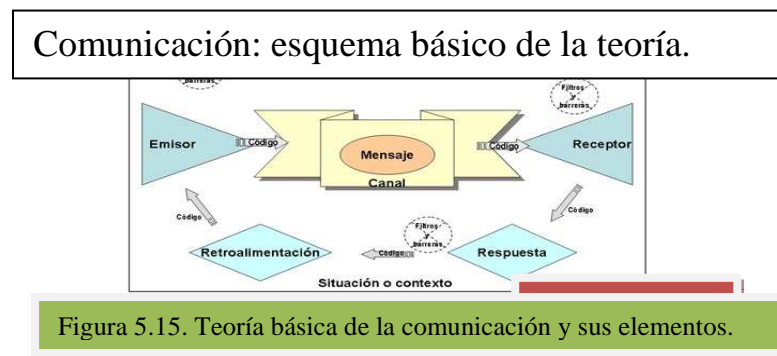 Comunicación: esquema básico de la teoría.
barreras
Filtros
y
barreras
Emisor
Código
Mensaje
Canal
Código
Receptor
Código
Código
Filtros
y
barreras
Retroalimentación
Código
Respuesta
Situación o contexto
Figura 5.15. Teoría básica de la comunicación y sus elementos.